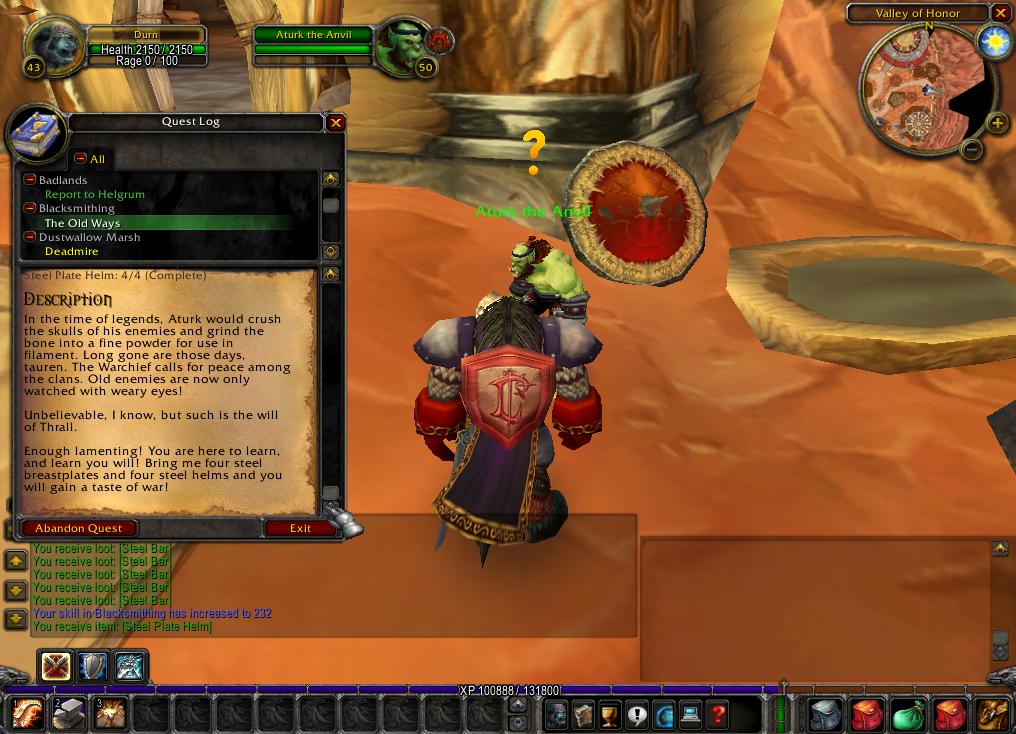 Durn
Health 2150 / 2150
Rage 0 / 100
43
Aturk the Anvil
50
Valley of Honor
N
Quest Log
All
Badlands
Report to Helgrum
Blacksmithing
The Old Ways
Dustwallow Marsh
Deadmire
Steel Plate Helm: 4/4 (Complete)
Description
In the time of legends, Aturk would crush
the skulls of his enemies and grind the
bone into a fine powder for use in
filament. Long gone are those days,
tauren. The Warchief calls for peace among
the clans. Old enemies are now only
watched with weary eyes!
Unbelievable, I know, but such is the will
of Thrall.
Enough lamenting! You are here to learn,
and learn you will! Bring me four steel
breastplates and four steel helms and you
will gain a taste of war!
Abandon Quest
Exit
?
Aturk the Anvil
You receive loot: [Steel Bar]
You receive loot: [Steel Bar]
You receive loot: [Steel Bar]
You receive loot: [Steel Bar]
You receive loot: [Steel Bar]
Your skill in Blacksmithing has increased to 232
You receive item: [Steel Plate Helm]
XP 100888 / 131800
1
2
3